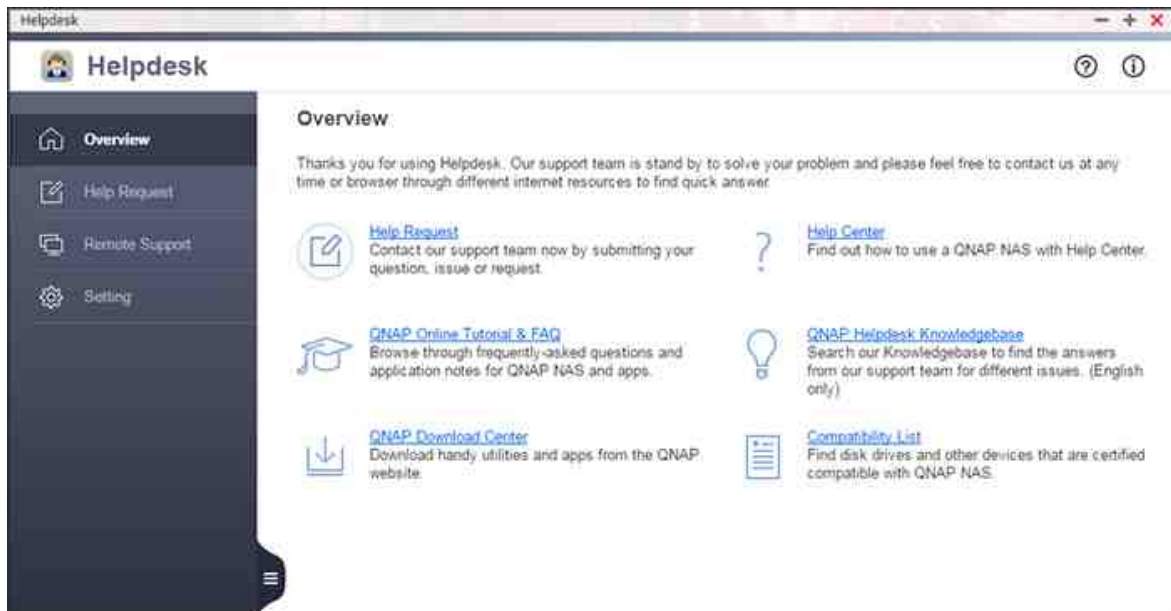 Helpdesk
Helpdesk
Overview
Help Request
Remote Support
Setting
Overview
Thanks you for using Helpdesk. Our support team is stand by to solve your problem and please feel free to contact us at any
time or browser through different internet resources to find quick answer.
Help Request
Contact our support team now by submitting your
question, issue or request.
Help Center
Find out how to use a QNAP NAS with Help Center.
QNAP Online Tutorial & FAQ
Browse through frequently-asked questions and
application notes for QNAP NAS and apps.
QNAP Helpdesk Knowledgebase
Search our Knowledgebase to find the answers
from our support team for different issues. (English
only)
QNAP Download Center
Download handy utilities and apps from the QNAP
website.
Compatibility List
Find disk drives and other devices that are certified
compatible with QNAP NAS.